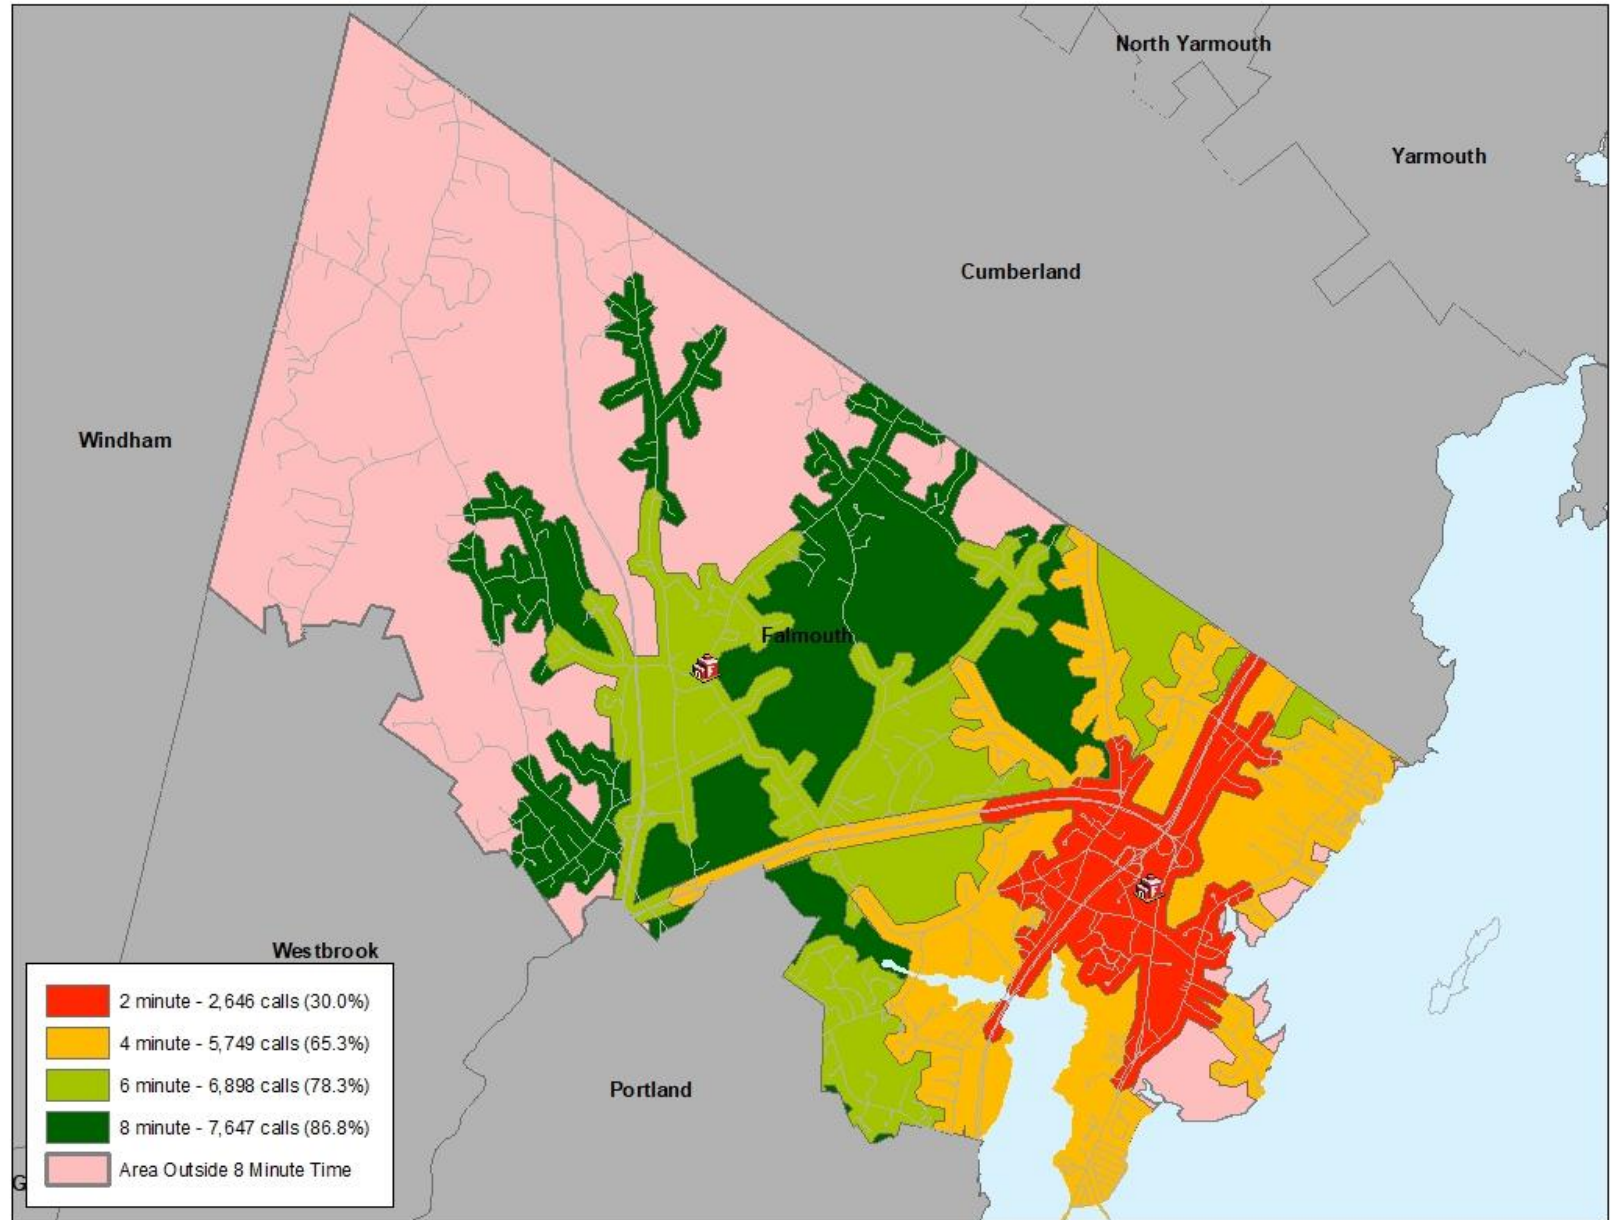 North Yarmouth
Yarmouth
Cumberland
Windham
Falmouth
Westbrook
Portland
G
2 minute - 2,646 calls (30.0%)
4 minute - 5,749 calls (65.3%)
6 minute - 6,898 calls (78.3%)
8 minute - 7,647 calls (86.8%)
Area Outside 8 Minute Time